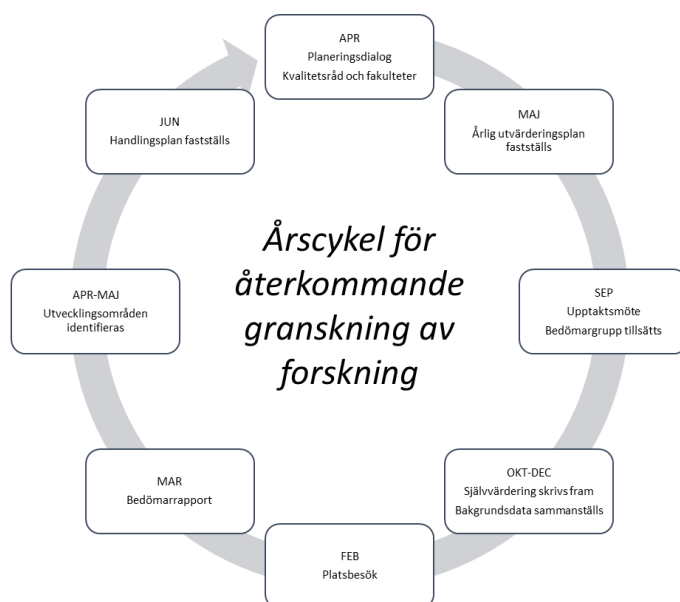 APR
Planeringsdialog
Kvalitetsråd och fakulteter
MAJ
Årlig utvärderingsplan
fastställs
SEP
Upptaktsmöte
Bedömargrupp tillsätts
OKT-DEC
Självvärdering skrivs fram
Bakgrundsdata sammanställs
FEB
Platsbesök
MAR
Bedömarrapport
APR-MAJ
Utvecklingsområden
identifieras
JUN
Handlingsplan fastställs
Årscykel för
återkommande
granskning av
forskning